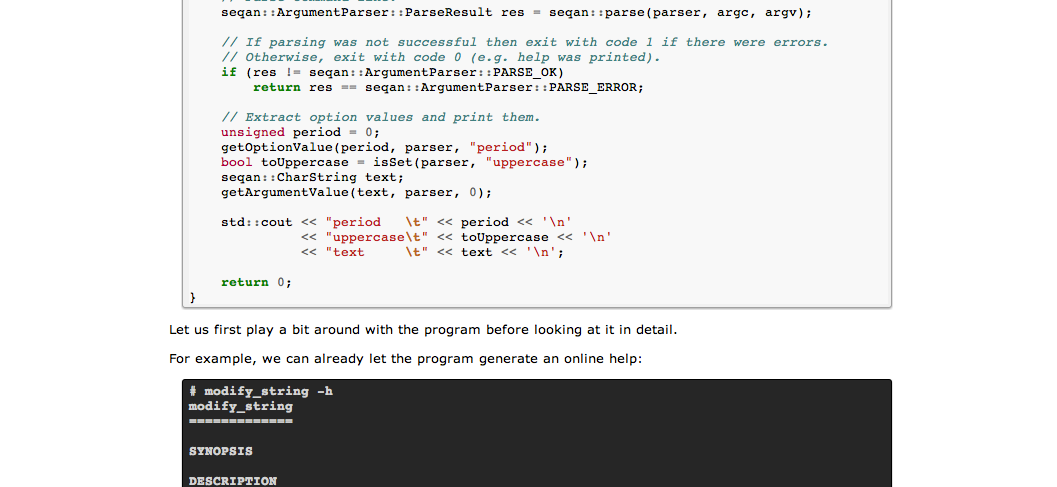 seqan::ArgumentParser::ParseResult res = seqan::parse(parser, argc, argv);
// If parsing was not successful then exit with code 1 if there were errors.
// Otherwise, exit with code 0 (e.g. help was printed).
if (res != seqan::ArgumentParser::PARSE_OK)
    return res == seqan::ArgumentParser::PARSE_ERROR;
// Extract option values and print them.
unsigned period = 0;
getOptionValue(period, parser, "period");
bool toUppercase = isSet(parser, "uppercase");
seqan::CharString text;
getArgumentValue(text, parser, 0);
std::cout << "period   \t" << period << '\n'
          << "uppercase\t" << toUppercase << '\n'
          << "text     \t" << text << '\n';
return 0;
}
Let us first play a bit around with the program before looking at it in detail.
For example, we can already let the program generate an online help:
# modify_string -h
modify_string
=============
SYNOPSIS
DESCRIPTION